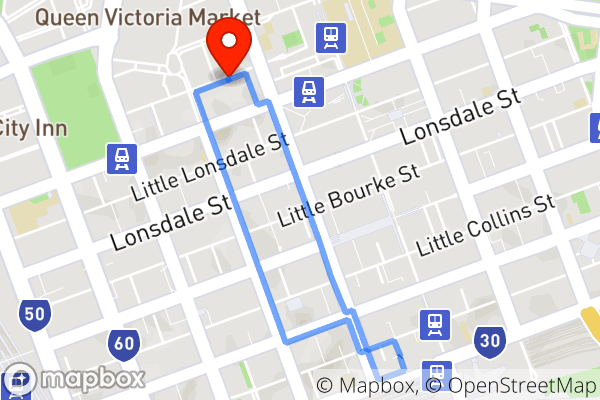 Queen Victoria Market
City Inn
Lonsdale St
Little Lonsdale St
Little Bourke St
Lonsdale St
Little Collins St
50
60
30
mapbox
© Mapbox, © OpenStreetMap